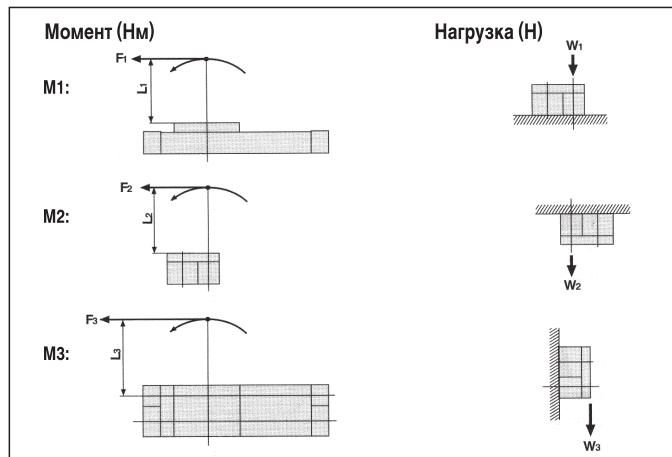 Момент (Нм)
Нагрузка (Н)
M1:
F1
L1
W1
M2:
F2
L2
W2
M3:
F3
L3
W3